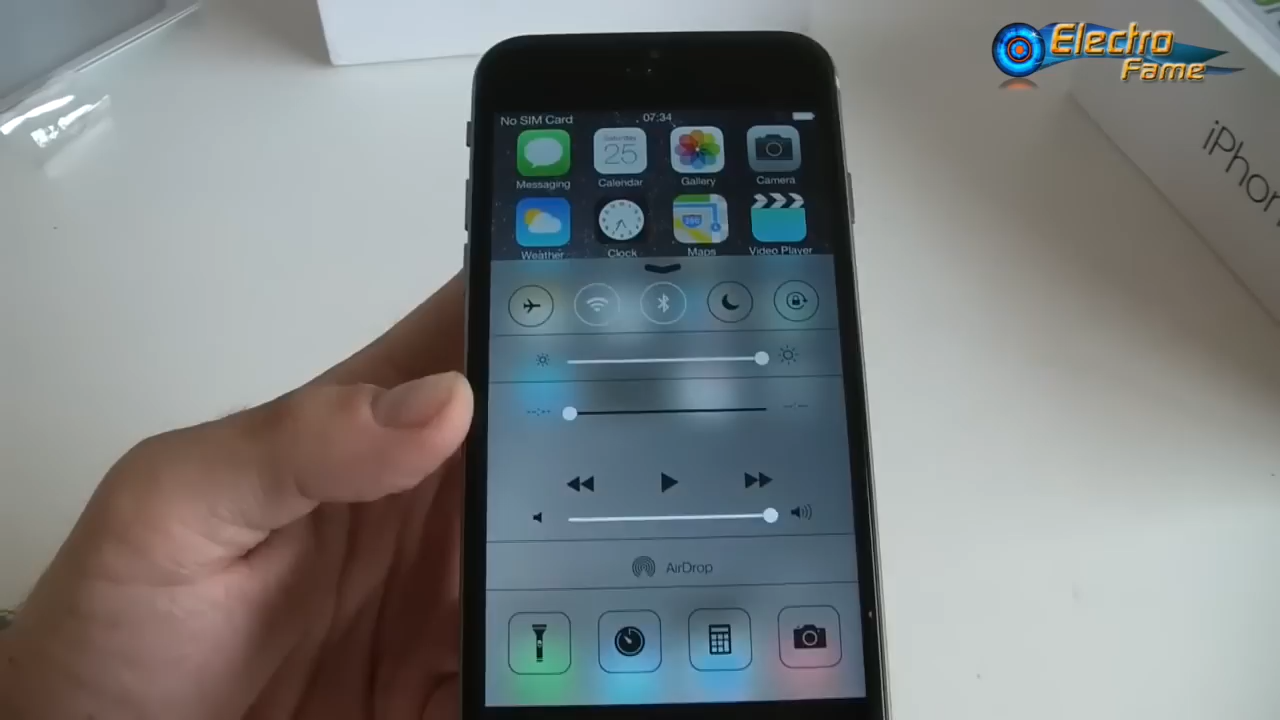 Electro
Fame
iPhon
No SIM Card 07:34
Saturday
25
Messaging Calendar Gallery Camera
280
Weather Clock Maps Video Player
AirDrop